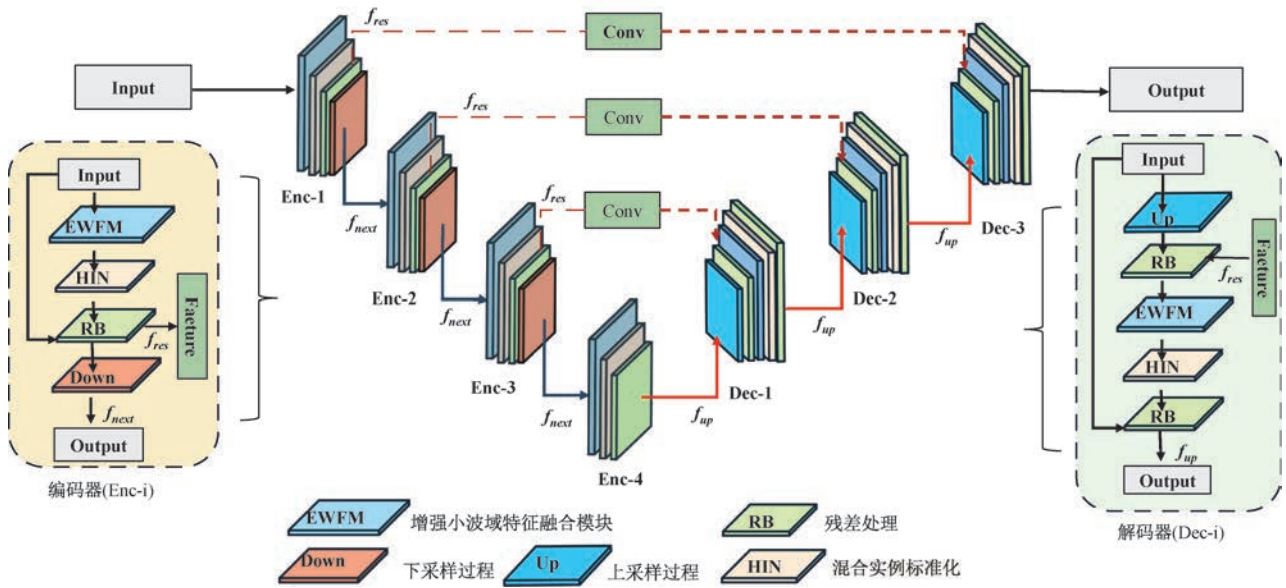 f_res
Conv
Input
Output
f_res
Conv
Enc-1
f_next
f_res
Conv
f_up
Dec-3
Enc-2
f_next
Dec-2
f_up
Enc-3
f_next
Dec-1
f_up
Enc-4
Input
EWFM
HIN
RB
f_res
Facture
Down
f_next
Output
编码器(Enc-i)
Input
Up
RB
f_res
Facture
EWFM
HIN
RB
f_up
Output
解码器(Dec-i)
EWFM 增强小波域特征融合模块
RB 残差处理
Down 下采样过程
Up 上采样过程
HIN 混合实例标准化